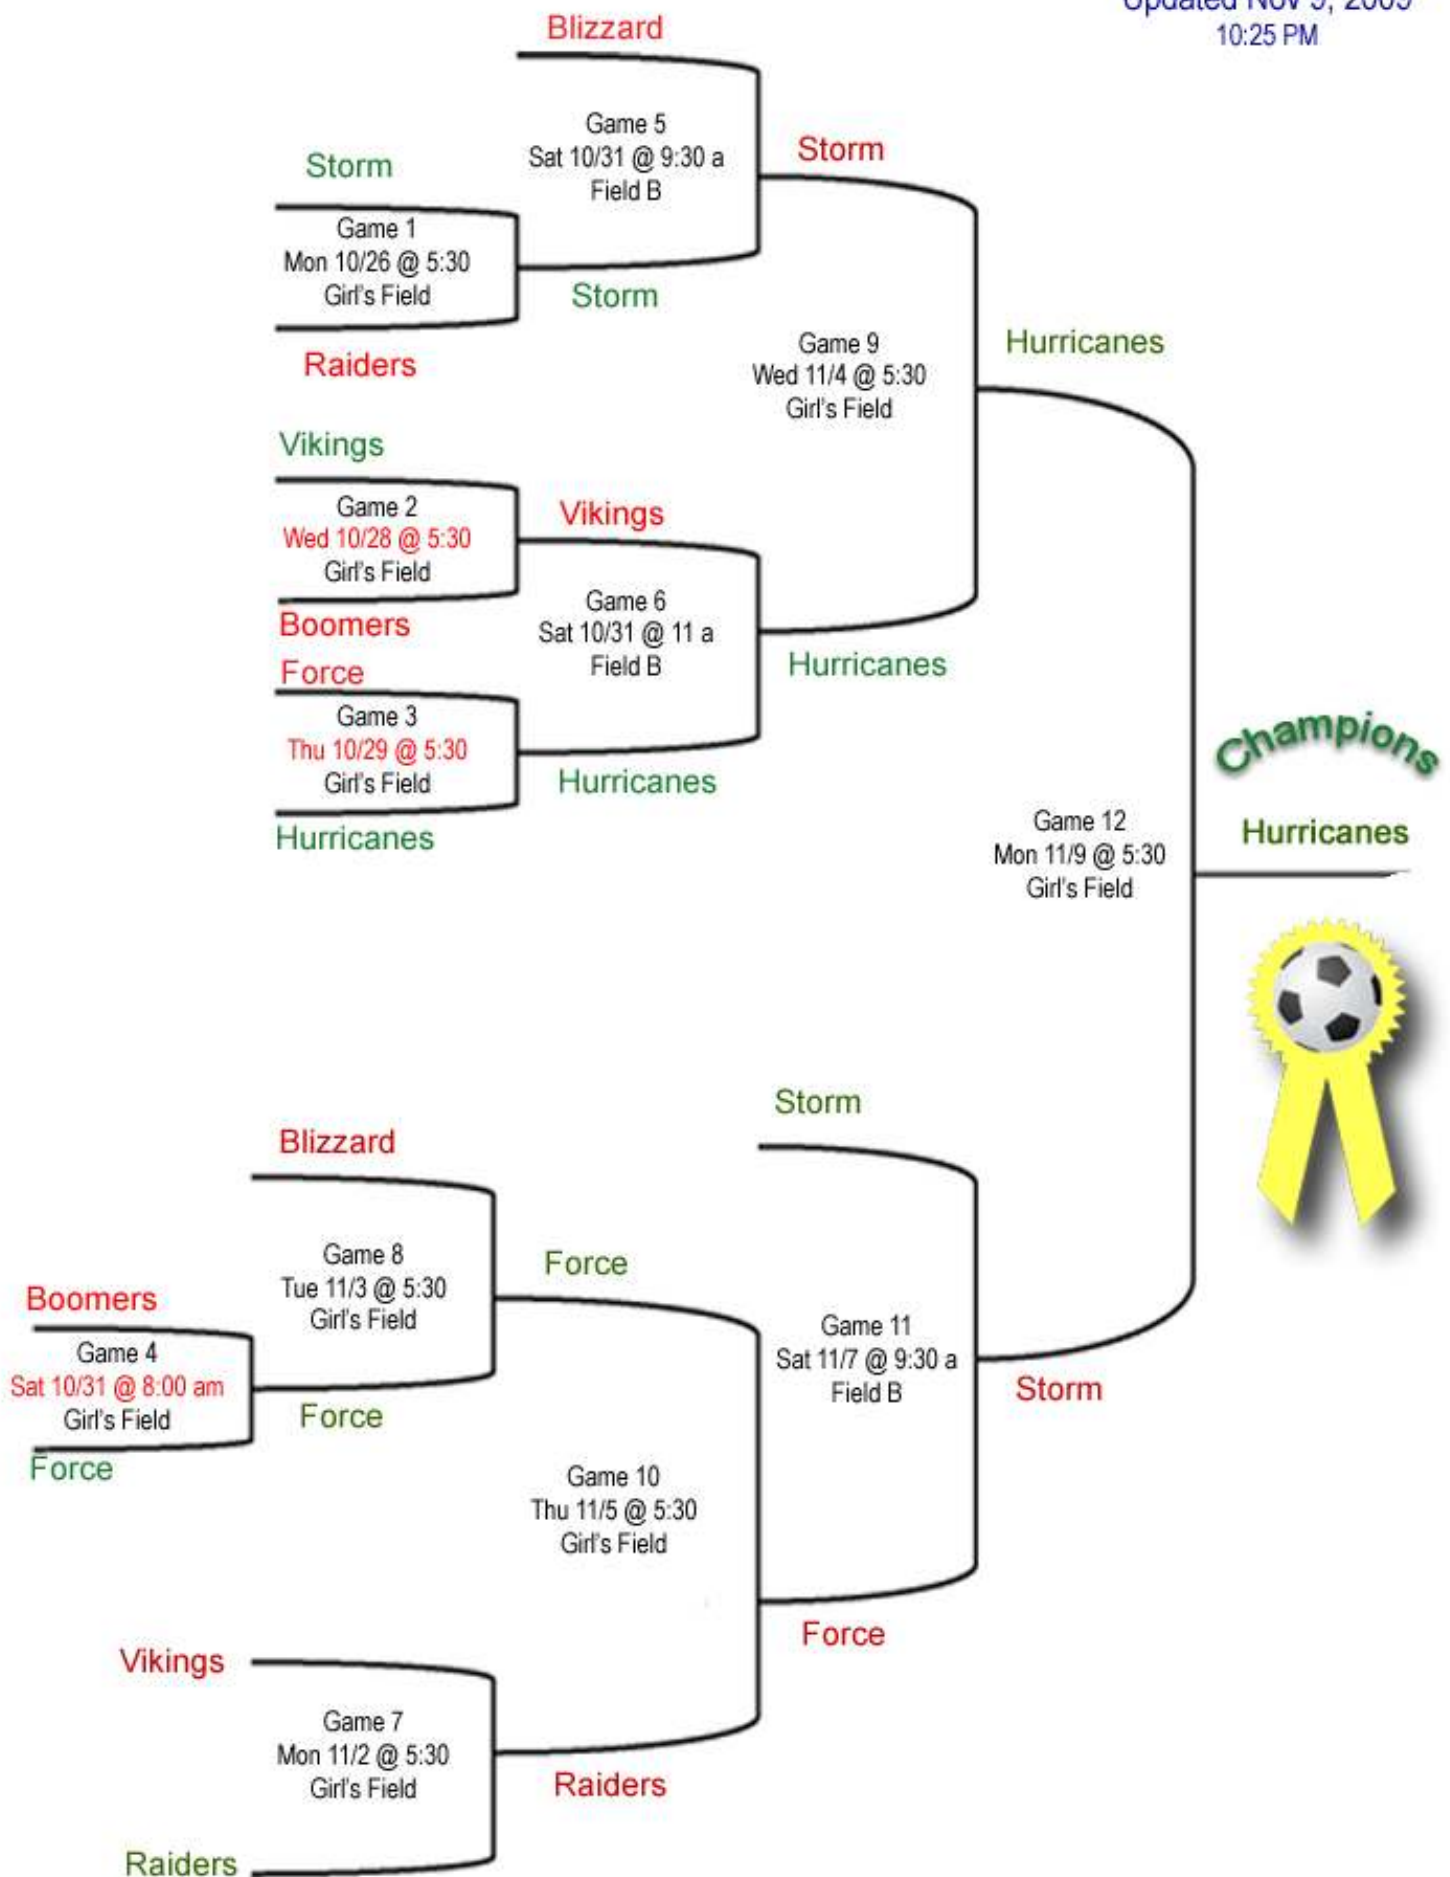 Updated Nov 9, 2009
10:25 PM
Blizzard
Game 5
Sat 10/31 @ 9:30 a
Field B
Storm
Storm
Game 1
Mon 10/26 @ 5:30
Girl's Field
Storm
Raiders
Game 9
Wed 11/4 @ 5:30
Girl's Field
Hurricanes
Vikings
Game 2
Wed 10/28 @ 5:30
Girl's Field
Vikings
Boomers
Game 6
Sat 10/31 @ 11 a
Field B
Hurricanes
Force
Game 3
Thu 10/29 @ 5:30
Girl's Field
Hurricanes
Hurricanes
Champions
Hurricanes
Game 12
Mon 11/9 @ 5:30
Girl's Field
Storm
Blizzard
Game 8
Tue 11/3 @ 5:30
Girl's Field
Force
Boomers
Game 4
Sat 10/31 @ 8:00 am
Girl's Field
Force
Force
Game 11
Sat 11/7 @ 9:30 a
Field B
Storm
Game 10
Thu 11/5 @ 5:30
Girl's Field
Force
Vikings
Game 7
Mon 11/2 @ 5:30
Girl's Field
Raiders
Raiders